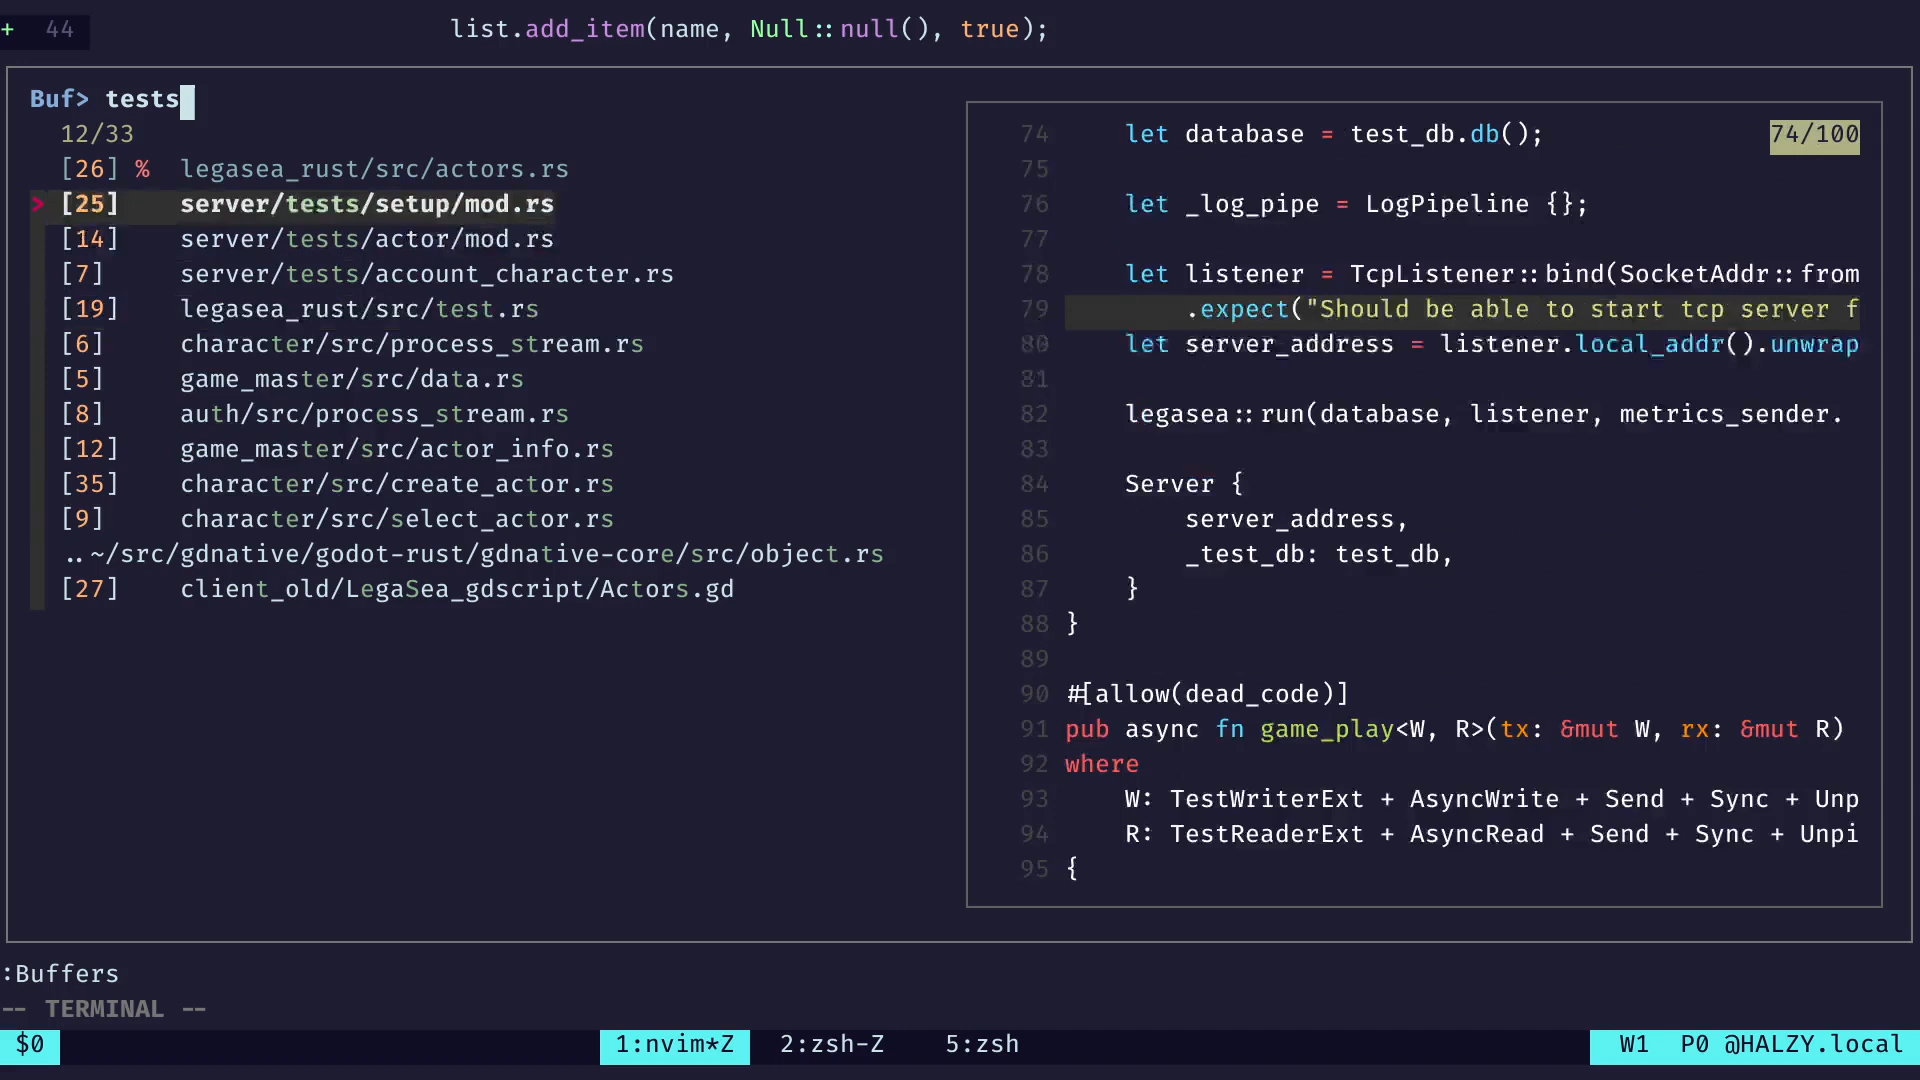 + 44 list.add_item(name, Null::null(), true);
Buf> tests
12/33
[26] % legasea_rust/src/actors.rs
> [25] server/tests/setup/mod.rs
[14] server/tests/actor/mod.rs
[7] server/tests/account_character.rs
[19] legasea_rust/src/test.rs
[6] character/src/process_stream.rs
[5] game_master/src/data.rs
[8] auth/src/process_stream.rs
[12] game_master/src/actor_info.rs
[35] character/src/create_actor.rs
[9] character/src/select_actor.rs
..~/src/gdnative/godot-rust/gdnative-core/src/object.rs
[27] client_old/LegaSea_gdscript/Actors.gd
74 let database = test_db.db(); 74/100
75
76 let _log_pipe = LogPipeline {};
77
78 let listener = TcpListener::bind(SocketAddr::from
79 .expect("Should be able to start tcp server f
80 let server_address = listener.local_addr().unwrap
81
82 legasea::run(database, listener, metrics_sender.
83
84 Server {
85 server_address,
86 _test_db: test_db,
87 }
88 }
89
90 #[allow(dead_code)]
91 pub async fn game_play<W, R>(tx: &mut W, rx: &mut R)
92 where
93 W: TestWriterExt + AsyncWrite + Send + Sync + Unp
94 R: TestReaderExt + AsyncRead + Send + Sync + Unpi
95 {
:Buffers
-- TERMINAL --
$0 1:nvim*Z 2:zsh-Z 5:zsh W1 P0 @HALZY.local